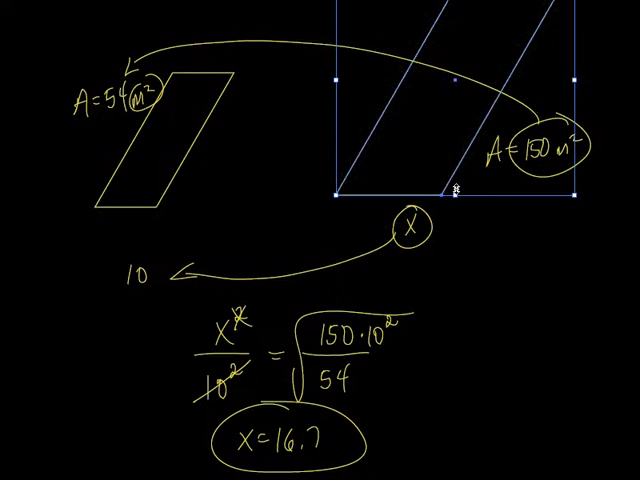 A = 54 m²
A = 150 m²
x
10
x²/10² = √(150·10²/54)
x = 16.7